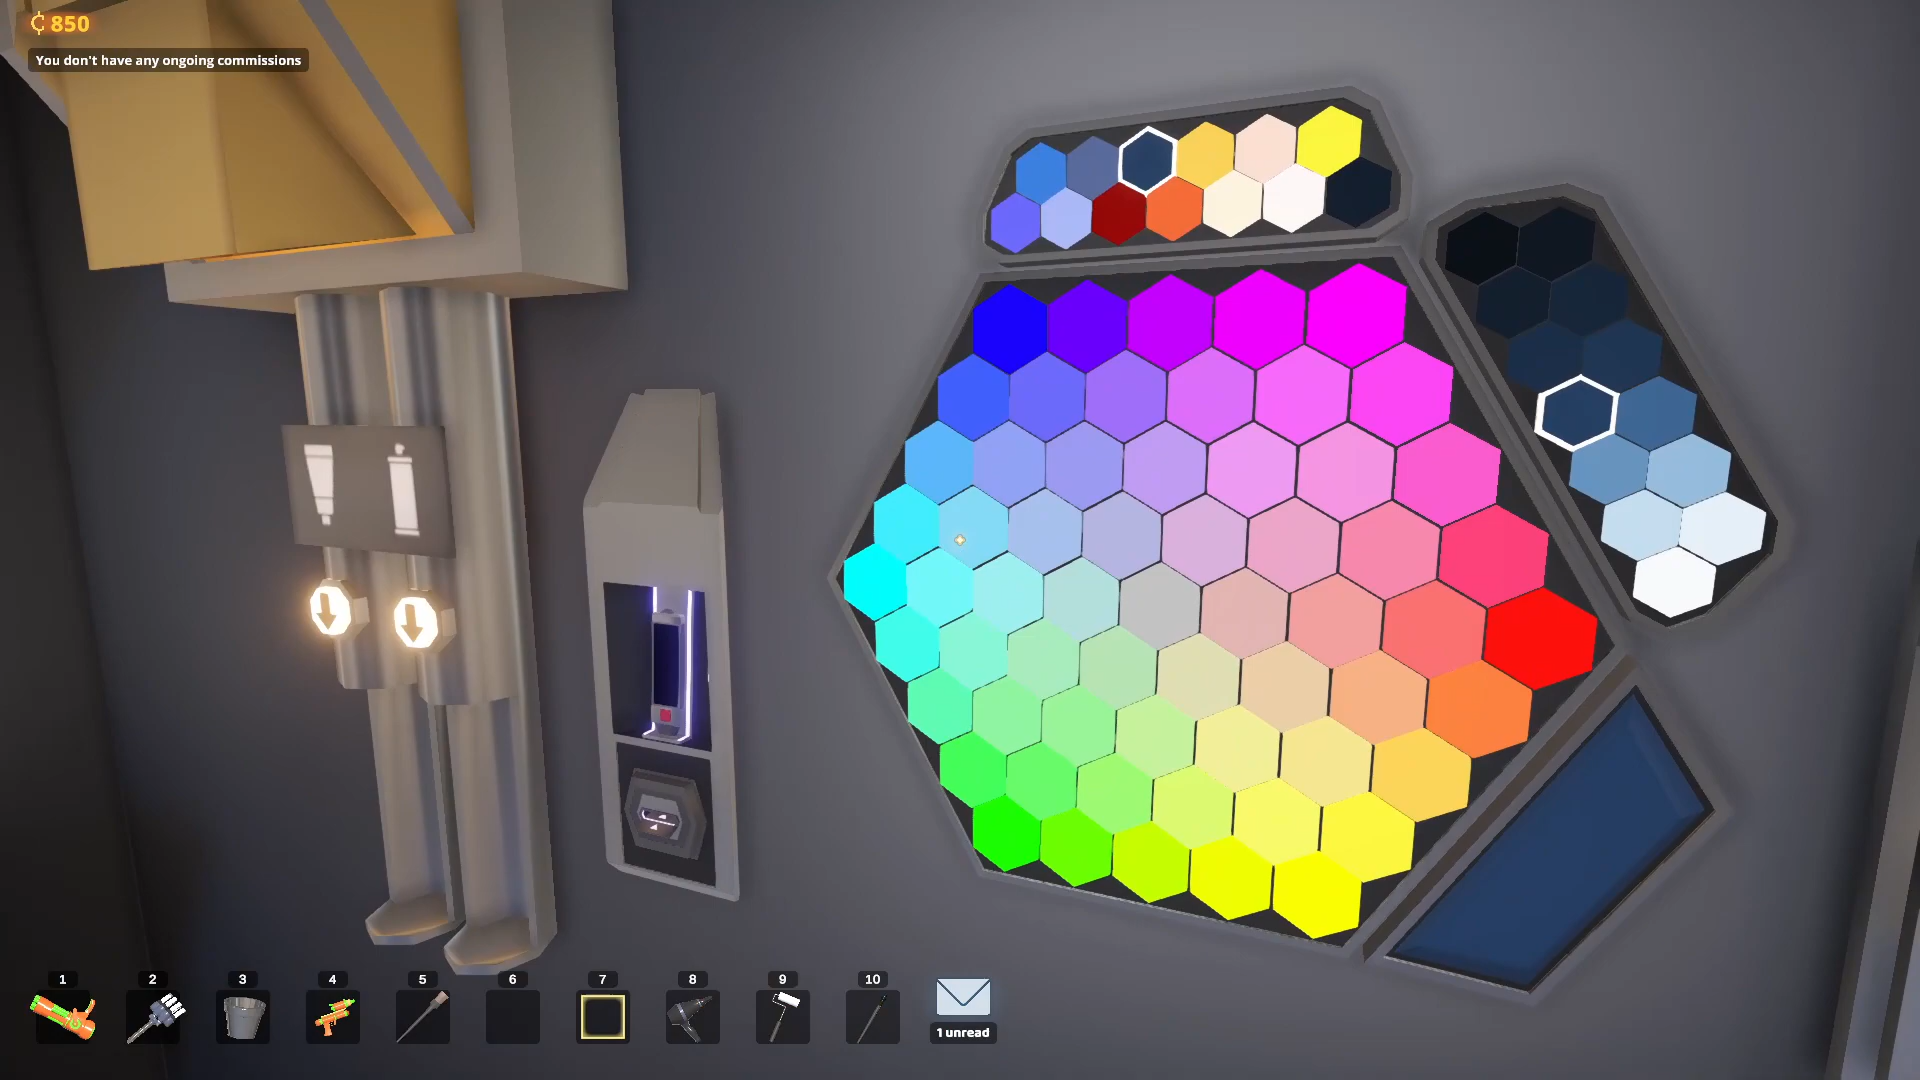 ₵ 850
You don't have any ongoing commissions
1 2 3 4 5 6 7 8 9 10
1 unread